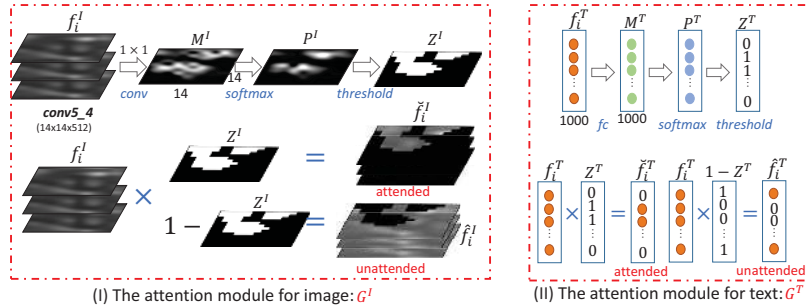 f_i^I
1 × 1
M^I
P^I
Z^I
conv
14
14
softmax
threshold
conv5_4
(14x14x512)
f_i^I
×
Z^I
=
f̌_i^I
attended
1 −
Z^I
=
f̂_i^I
unattended
(I) The attention module for image: G^I
f_i^T
M^T
P^T
Z^T
0
1
1
⋮
0
1000
fc
1000
softmax
threshold
f_i^T
Z^T
f̌_i^T
f_i^T
1 − Z^T
f̂_i^T
×
0
1
1
⋮
0
=
0
⋮
0
attended
×
1
0
0
⋮
1
=
0
0
⋮
unattended
(II) The attention module for text: G^T